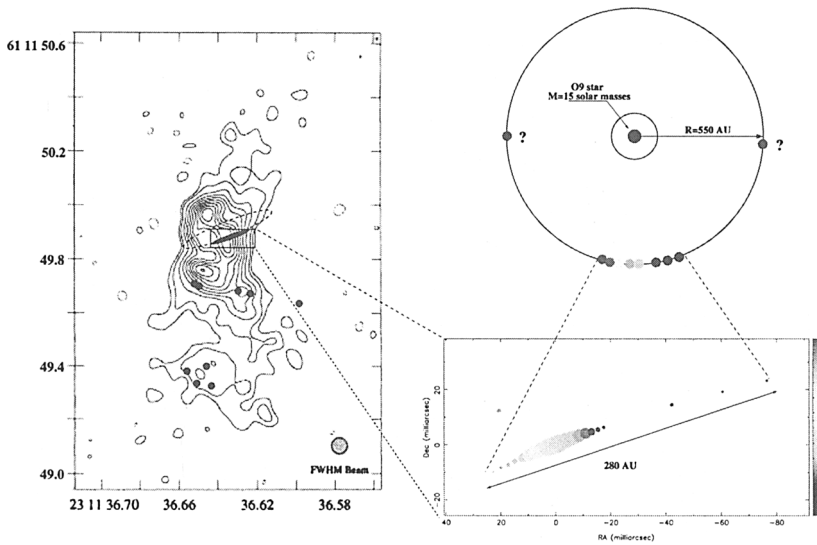 61 11 50.6
50.2
49.8
49.4
49.0
23 11 36.70
36.66
36.62
36.58
FWHM Beam
O9 star
M=15 solar masses
R=550 AU
?
?
20
0
20
Dec (milliarcsec)
280 AU
40
20
0
-20
-40
-60
-80
RA (milliarcsec)